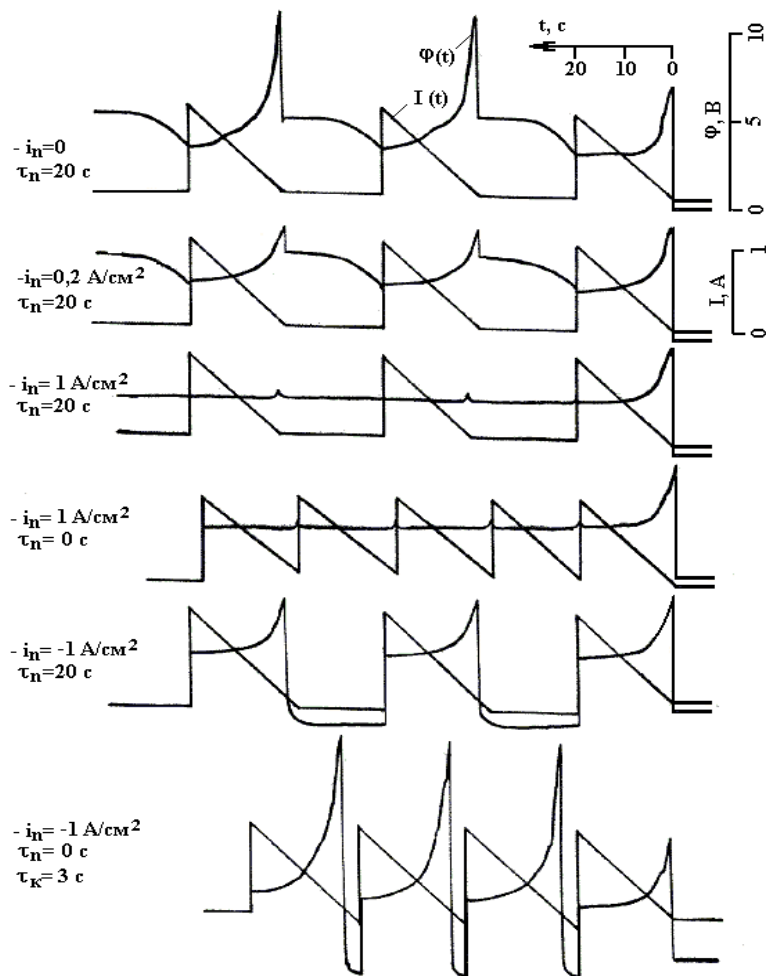 t, c
20 10 0
φ(t)
I (t)
10
5
0
φ, В
- iп=0
τп=20 c
1
0
I, A
-iп=0,2 А/см²
τп=20 c
- iп= 1 А/см²
τп=20 c
- iп= 1 А/см²
τп= 0 c
- iп= -1 А/см²
τп=20 c
- iп= -1 А/см²
τп= 0 c
τк= 3 c